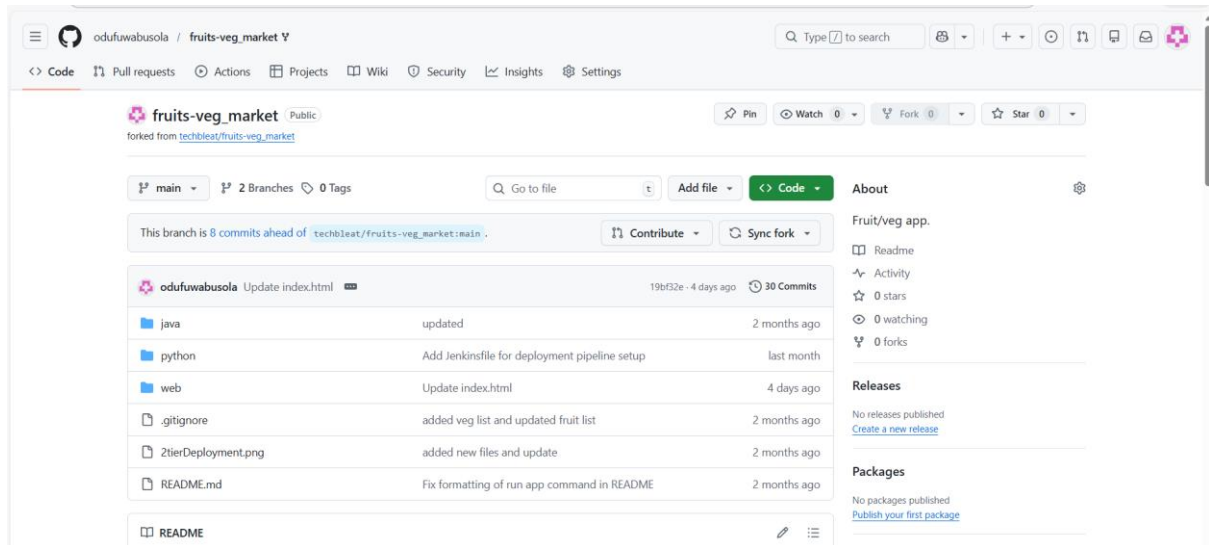 odufuwabusola / fruits-veg_market
Type / to search
Code Pull requests Actions Projects Wiki Security Insights Settings
fruits-veg_market Public
Pin Watch 0 Fork 0 Star 0
forked from techbleat/fruits-veg_market
main 2 Branches 0 Tags Go to file t Add file Code
This branch is 8 commits ahead of techbleat/fruits-veg_market:main . Contribute Sync fork
odufuwabusola Update index.html 19bf32e · 4 days ago 30 Commits
java updated 2 months ago
python Add Jenkinsfile for deployment pipeline setup last month
web Update index.html 4 days ago
.gitignore added veg list and updated fruit list 2 months ago
2tierDeployment.png added new files and update 2 months ago
README.md Fix formatting of run app command in README 2 months ago
README
About
Fruit/veg app.
Readme
Activity
0 stars
0 watching
0 forks
Releases
No releases published
Create a new release
Packages
No packages published
Publish your first package